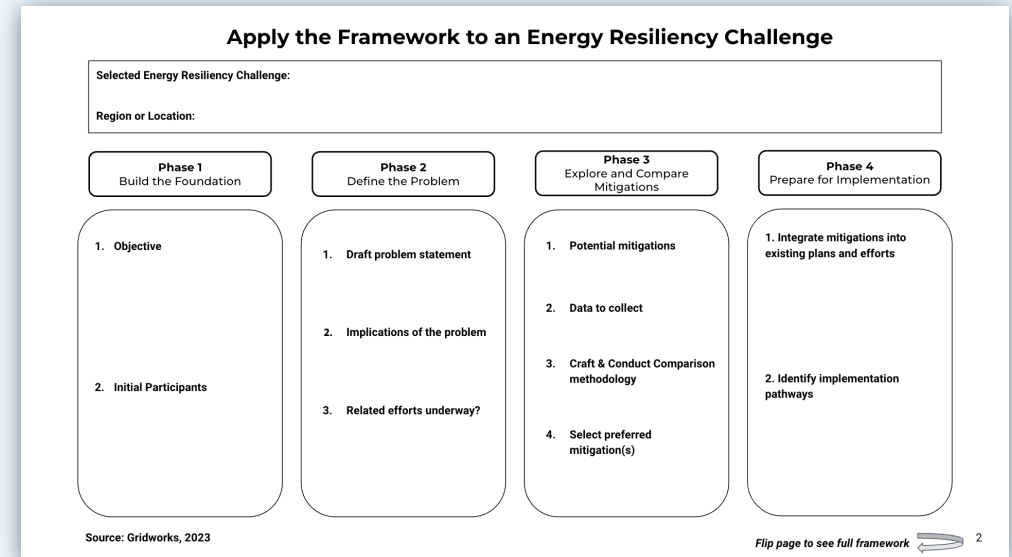 Apply the Framework to an Energy Resiliency Challenge
Selected Energy Resiliency Challenge:
Region or Location:
Phase 1
Build the Foundation
Phase 2
Define the Problem
Phase 3
Explore and Compare
Mitigations
Phase 4
Prepare for Implementation
1. Objective
2. Initial Participants
1. Draft problem statement
2. Implications of the problem
3. Related efforts underway?
1. Potential mitigations
2. Data to collect
3. Craft & Conduct Comparison
methodology
4. Select preferred
mitigation(s)
1. Integrate mitigations into
existing plans and efforts
2. Identify implementation
pathways
Source: Gridworks, 2023
Flip page to see full framework
2